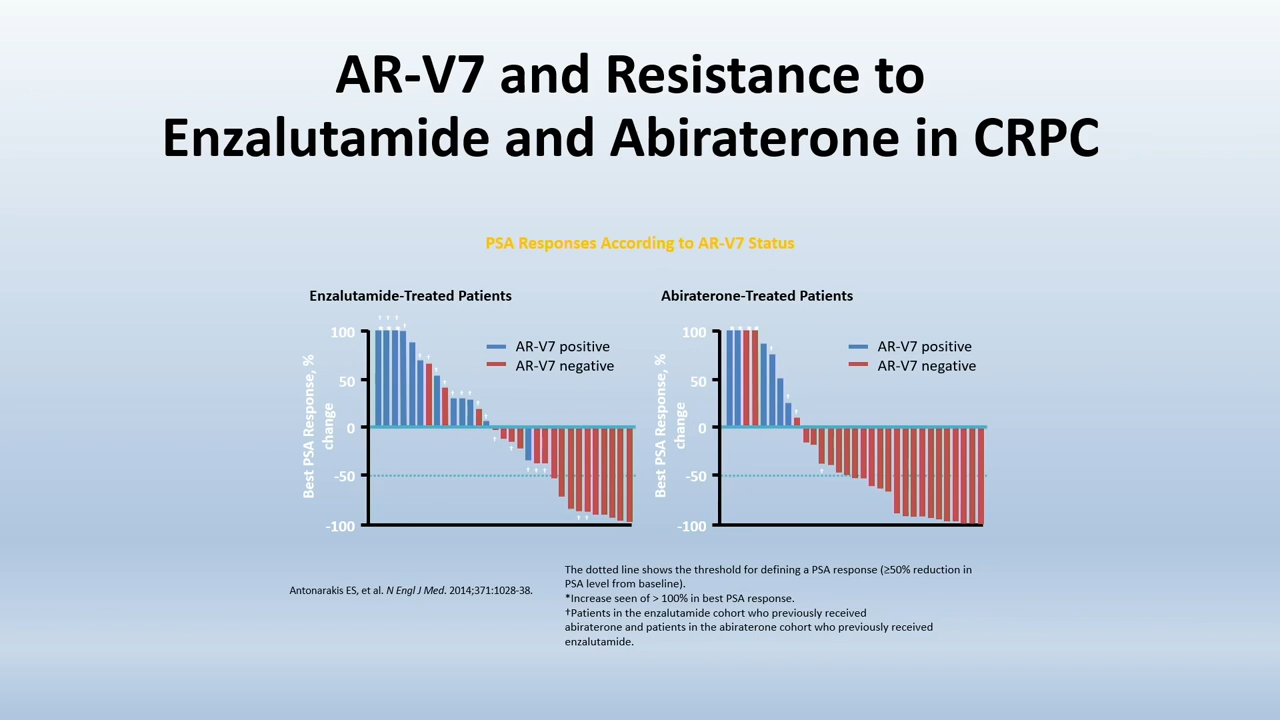 AR-V7 and Resistance to
Enzalutamide and Abiraterone in CRPC
PSA Responses According to AR-V7 Status
Enzalutamide-Treated Patients
Best PSA Response, %
change
100
50
0
-50
-100
AR-V7 positive
AR-V7 negative
Abiraterone-Treated Patients
Best PSA Response, %
change
100
50
0
-50
-100
AR-V7 positive
AR-V7 negative
Antonarakis ES, et al. N Engl J Med. 2014;371:1028-38.
The dotted line shows the threshold for defining a PSA response (≥50% reduction in
PSA level from baseline).
*Increase seen of > 100% in best PSA response.
†Patients in the enzalutamide cohort who previously received
abiraterone and patients in the abiraterone cohort who previously received
enzalutamide.